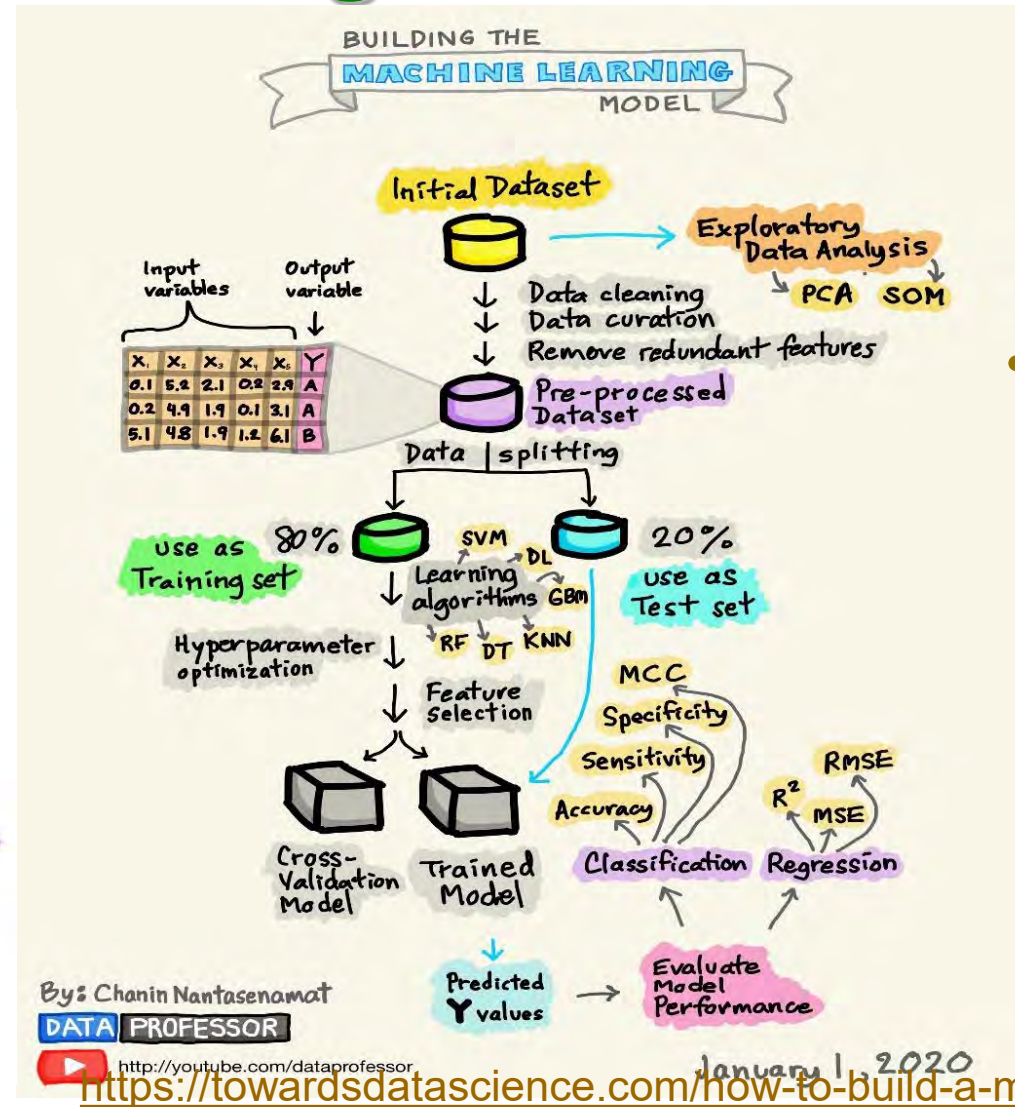 BUILDING THE
MACHINE LEARNING
MODEL
Initial Dataset
Exploratory
Data Analysis
PCA SOM
Data cleaning
Data curation
Remove redundant features
Input
variables
Output
variable
X₁ X₂ X₃ X₄ X₅ Y
0.1 5.2 2.1 0.2 2.9 A
0.2 4.9 1.9 0.1 3.1 A
5.1 4.8 1.9 1.2 6.1 B
Pre-processed
Dataset
Data splitting
80%
use as
Training set
20%
use as
Test set
Learning
algorithms
SVM
DL
GBM
KNN
DT
RF
Hyperparameter
optimization
Feature
selection
Cross-
Validation
Model
Trained
Model
MCC
Specificity
Sensitivity
Accuracy
RMSE
R²
MSE
Classification
Regression
Predicted
Y values
Evaluate
Model
Performance
By: Chanin Nantasenamat
DATA PROFESSOR
http://youtube.com/dataprofessor
January 1, 2020
https://towardsdatascience.com/how-to-build-a-m